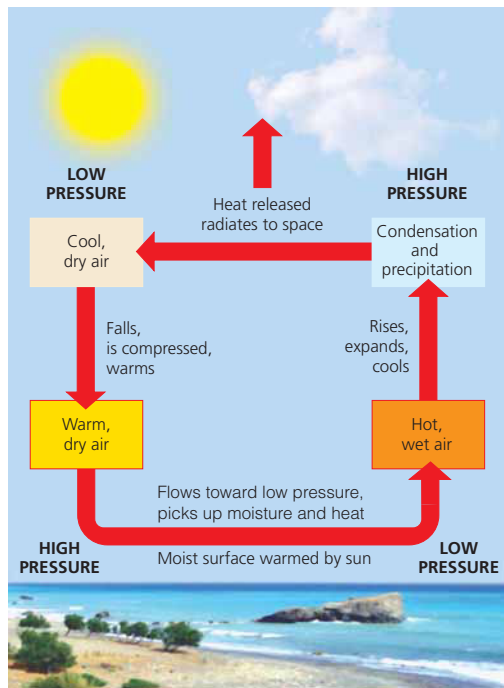 LOW
PRESSURE
HIGH
PRESSURE
Heat released
radiates to space
Cool,
dry air
Condensation
and
precipitation
Falls,
is compressed,
warms
Rises,
expands,
cools
Warm,
dry air
Hot,
wet air
Flows toward low pressure,
picks up moisture and heat
HIGH
PRESSURE
Moist surface warmed by sun
LOW
PRESSURE